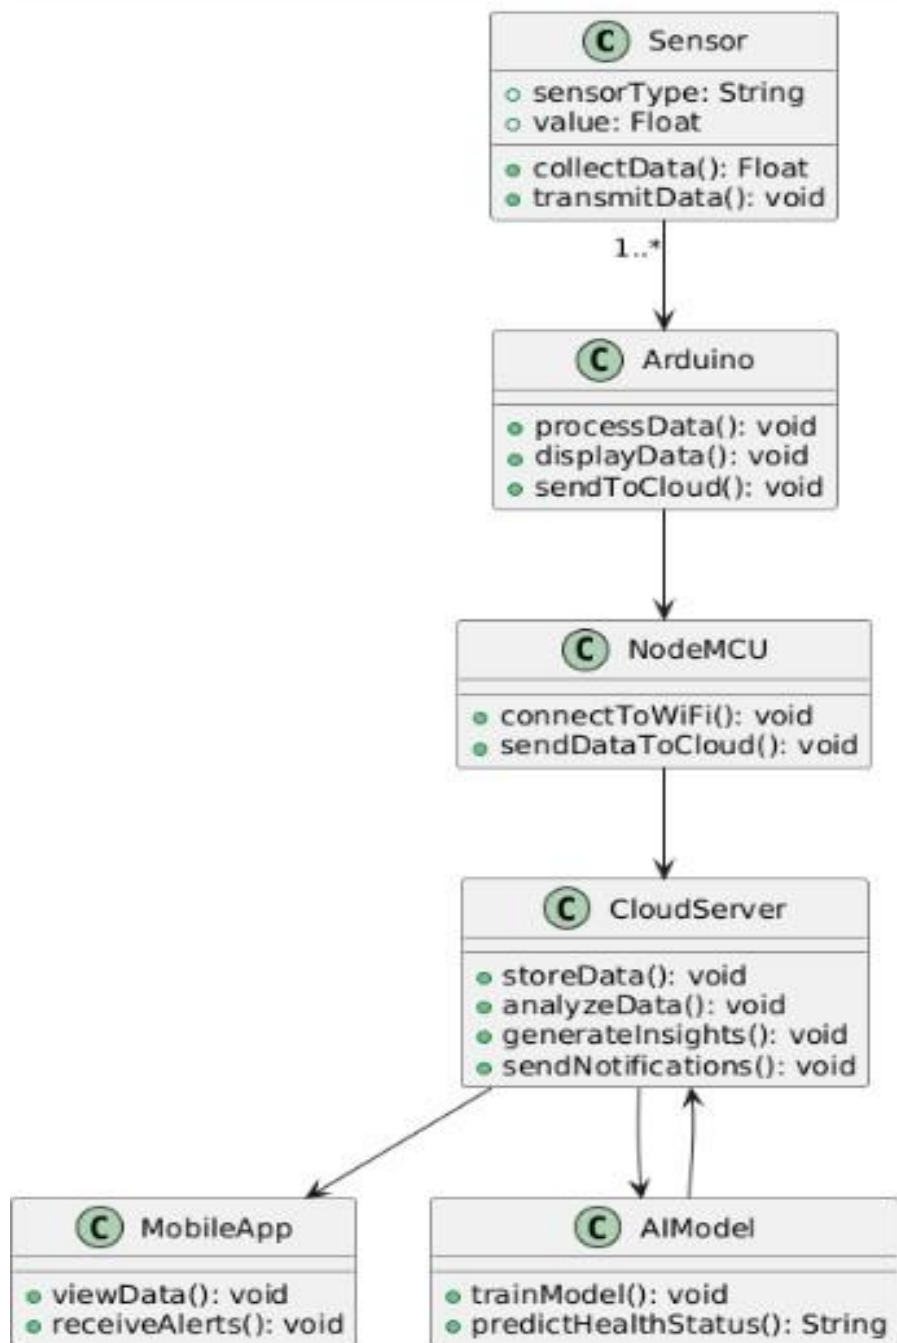 C Sensor
sensorType: String
value: Float
collectData(): Float
transmitData(): void
1..*
C Arduino
processData(): void
displayData(): void
sendToCloud(): void
C NodeMCU
connectToWiFi(): void
sendDataToCloud(): void
C CloudServer
storeData(): void
analyzeData(): void
generateInsights(): void
sendNotifications(): void
C MobileApp
viewData(): void
receiveAlerts(): void
C AIModel
trainModel(): void
predictHealthStatus(): String